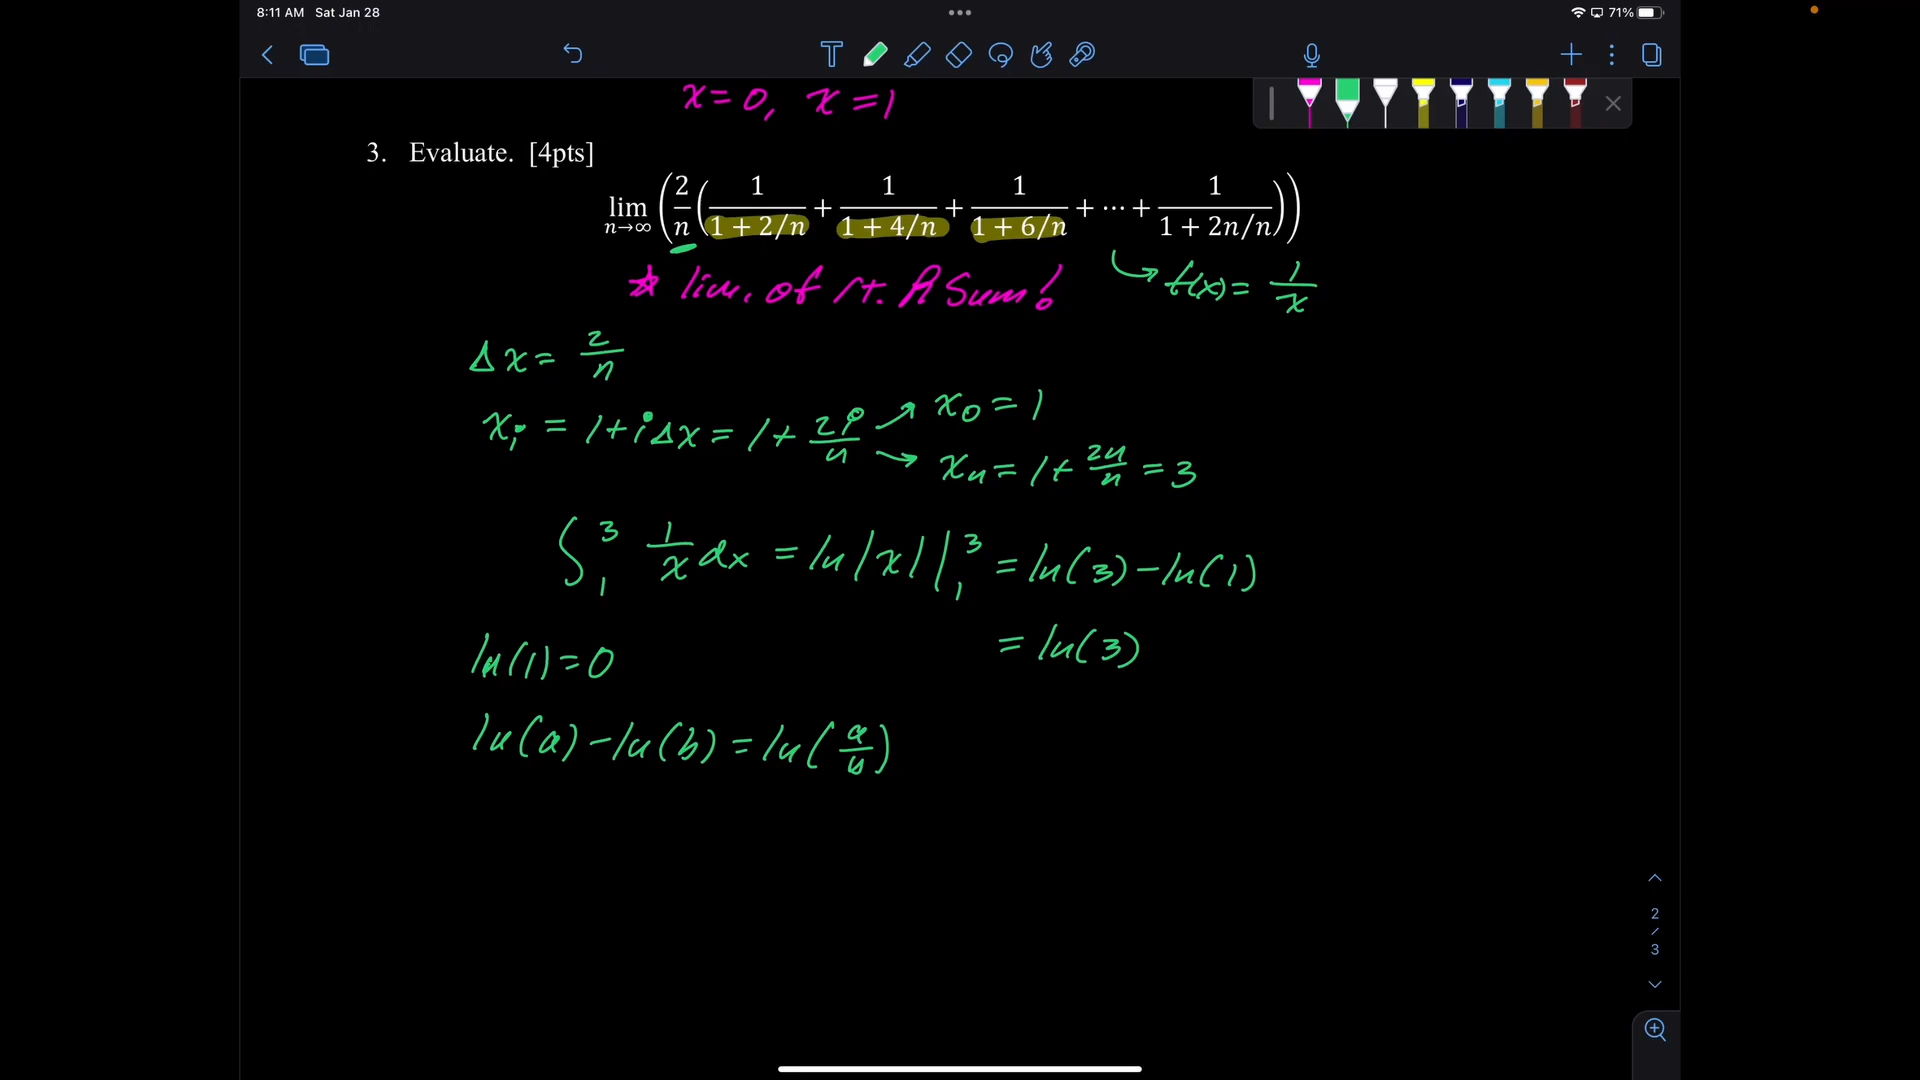 8:11 AM Sat Jan 28
71%
x = 0, x = 1
3. Evaluate. [4pts]
lim n→∞ (2/n (1/(1 + 2/n) + 1/(1 + 4/n) + 1/(1 + 6/n) + ⋯ + 1/(1 + 2n/n)))
* lim. of rt. R Sum!
↪ f(x) = 1/x
Δx = 2/n
xᵢ = 1 + iΔx = 1 + 2i/n ↗ x₀ = 1
→ xₙ = 1 + 2n/n = 3
∫₁³ 1/x dx = ln|x| |₁³ = ln(3) - ln(1)
= ln(3)
ln(1) = 0
ln(a) - ln(b) = ln(a/b)
2
/
3